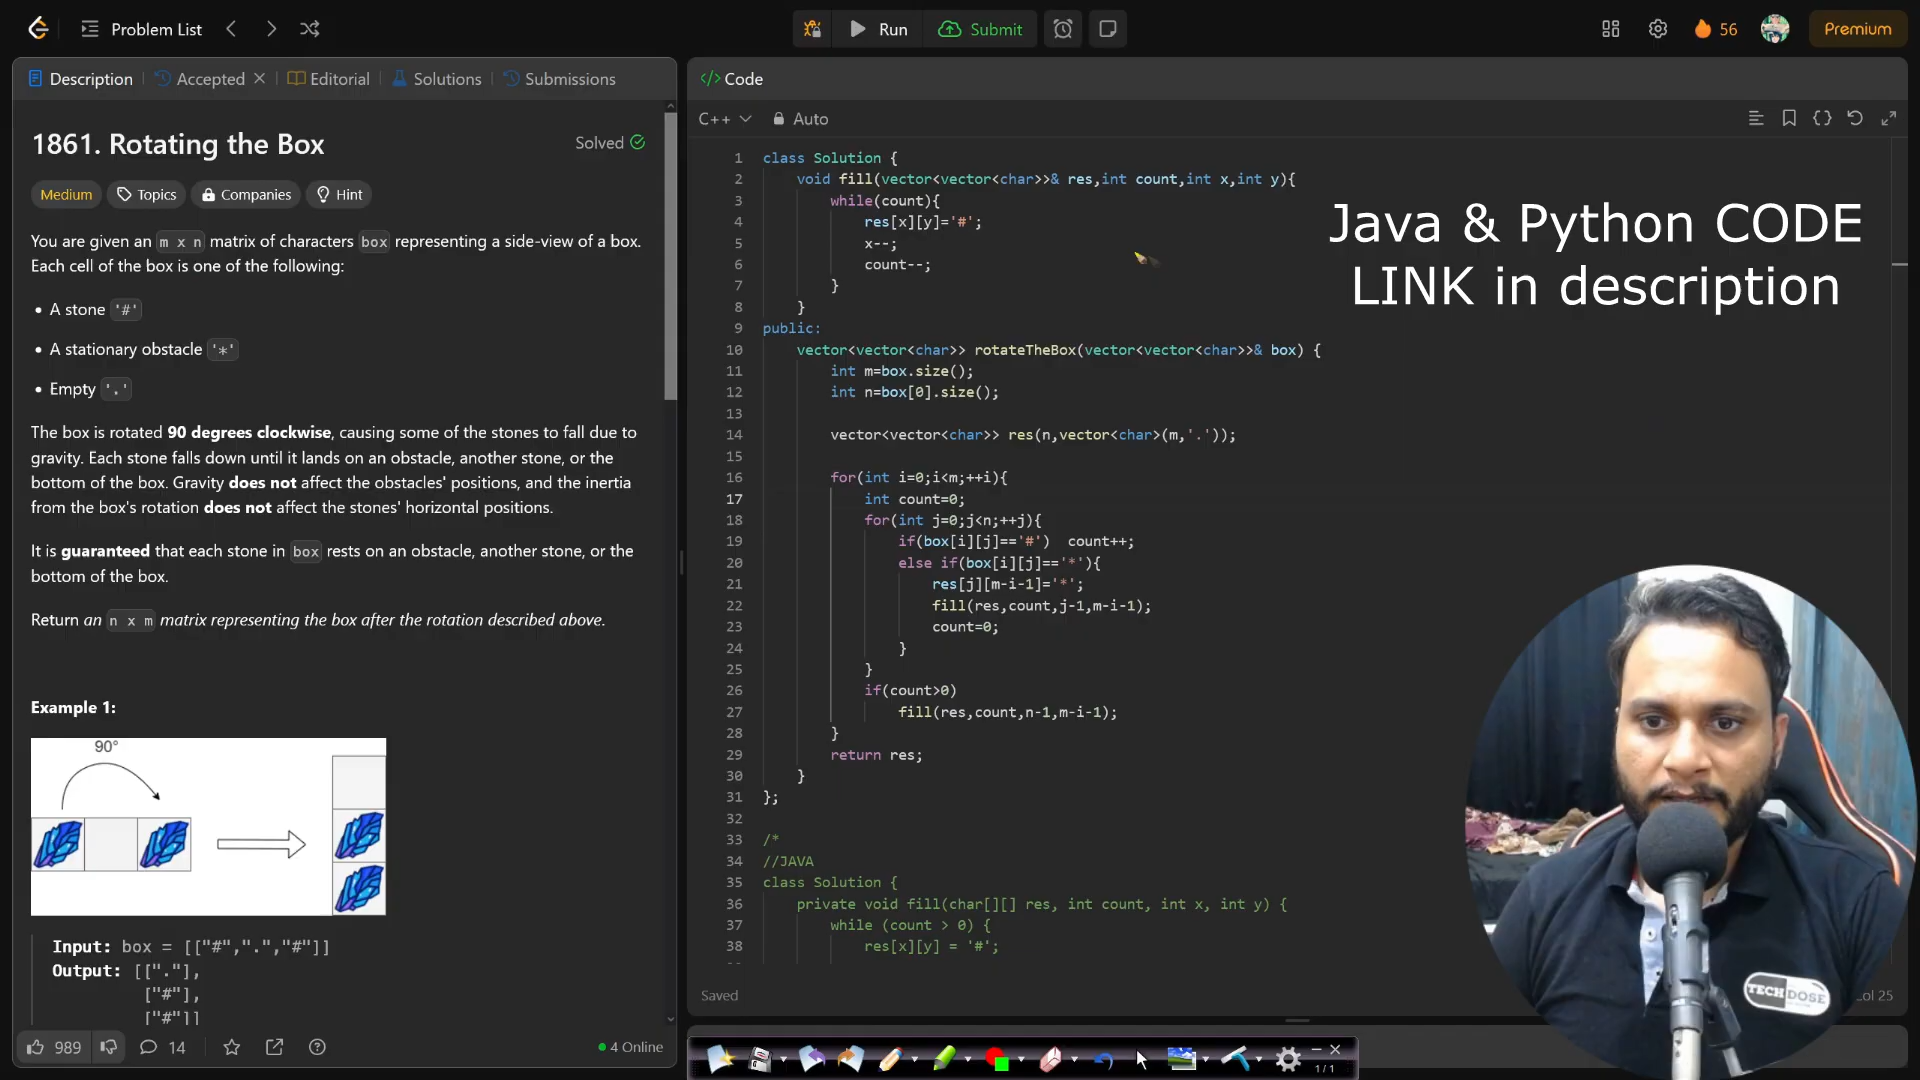 Problem List
Run
Submit
56
Premium
Description
Accepted
Editorial
Solutions
Submissions
1861. Rotating the Box
Solved
Medium
Topics
Companies
Hint
You are given an m x n matrix of characters box representing a side-view of a box.
Each cell of the box is one of the following:
• A stone '#'
• A stationary obstacle '*'
• Empty '.'
The box is rotated 90 degrees clockwise, causing some of the stones to fall due to
gravity. Each stone falls down until it lands on an obstacle, another stone, or the
bottom of the box. Gravity does not affect the obstacles' positions, and the inertia
from the box's rotation does not affect the stones' horizontal positions.
It is guaranteed that each stone in box rests on an obstacle, another stone, or the
bottom of the box.
Return an n x m matrix representing the box after the rotation described above.
Example 1:
90°
Input: box = [["#",".","#"]]
Output: [["."],
["#"],
["#"]]
989
14
4 Online
</> Code
C++
Auto
1 class Solution {
2 void fill(vector<vector<char>>& res,int count,int x,int y){
3 while(count){
4 res[x][y]='#';
5 x--;
6 count--;
7 }
8 }
9 public:
10 vector<vector<char>> rotateTheBox(vector<vector<char>>& box) {
11 int m=box.size();
12 int n=box[0].size();
13
14 vector<vector<char>> res(n,vector<char>(m,'.'));
15
16 for(int i=0;i<m;++i){
17 int count=0;
18 for(int j=0;j<n;++j){
19 if(box[i][j]=='#') count++;
20 else if(box[i][j]=='*'){
21 res[j][m-i-1]='*';
22 fill(res,count,j-1,m-i-1);
23 count=0;
24 }
25 }
26 if(count>0)
27 fill(res,count,n-1,m-i-1);
28 }
29 return res;
30 }
31 };
32
33 /*
34 //JAVA
35 class Solution {
36 private void fill(char[][] res, int count, int x, int y) {
37 while (count > 0) {
38 res[x][y] = '#';
Saved
Java & Python CODE
LINK in description
TECH DOSE
Col 25
1/1